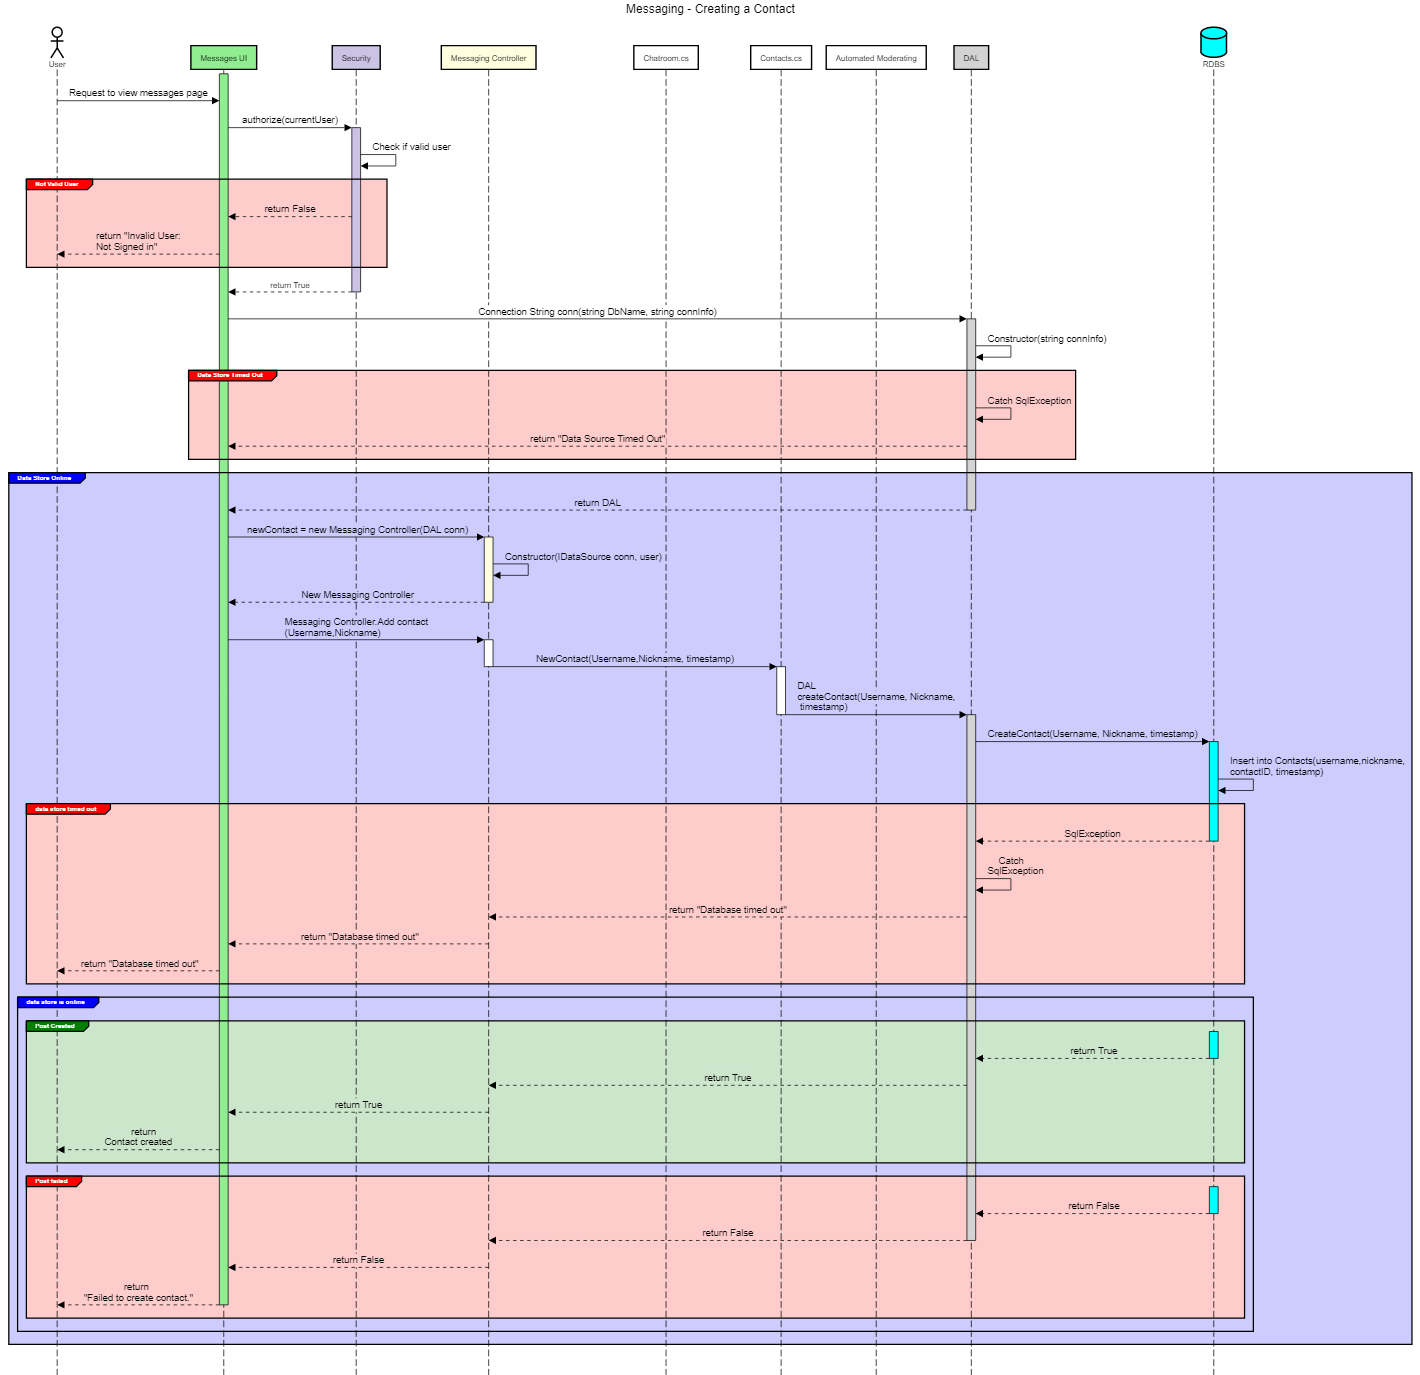 Messaging - Creating a Contact
User
Messages UI
Security
Messaging Controller
Chatroom.cs
Contacts.cs
Automated Moderating
DAL
RDBS
Request to view messages page
authorize(currentUser)
Check if valid user
Not Valid User
return False
return "Invalid User:
Not Signed in"
return True
Connection String conn(string DbName, string connInfo)
Constructor(string connInfo)
Data Store Timed Out
Catch SqlException
return "Data Source Timed Out"
Data Store Online
return DAL
newContact = new Messaging Controller(DAL conn)
Constructor(IDataSource conn, user)
New Messaging Controller
Messaging Controller.Add contact
(Username,Nickname)
NewContact(Username,Nickname, timestamp)
DAL
createContact(Username, Nickname,
timestamp)
CreateContact(Username, Nickname, timestamp)
Insert into Contacts(username,nickname,
contactID, timestamp)
data store timed out
SqlException
Catch
SqlException
return "Database timed out"
return "Database timed out"
return "Database timed out"
data store is online
Post Created
return True
return True
return True
return
Contact created
Post failed
return False
return False
return False
return
"Failed to create contact."